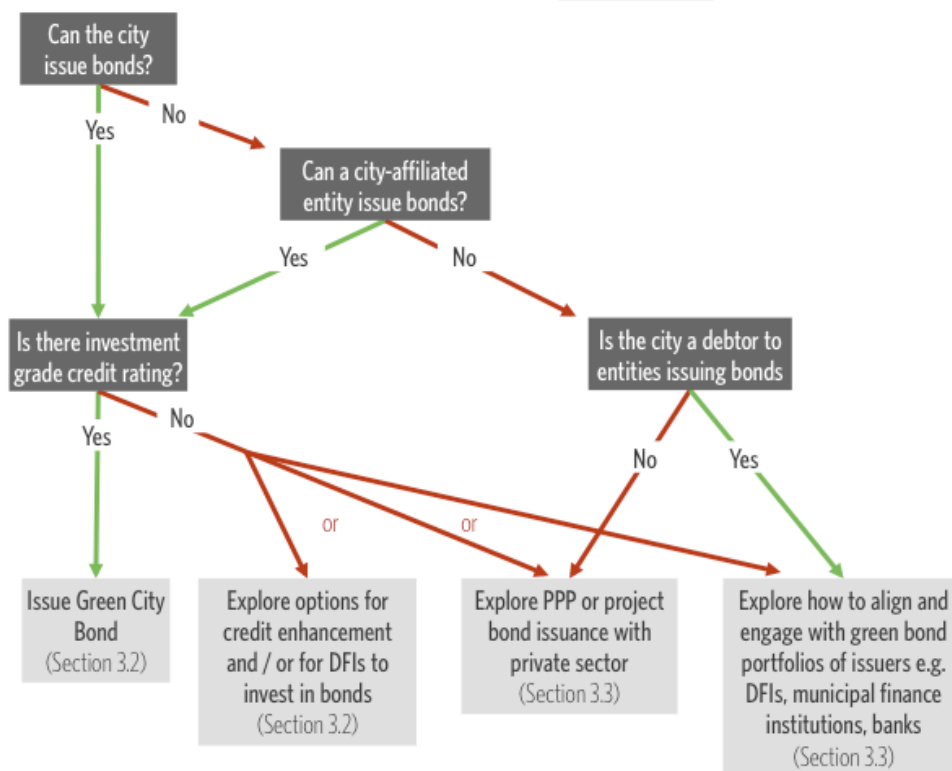 Can the city
issue bonds?
No
Yes
Can a city-affiliated
entity issue bonds?
Yes
No
Is there investment
grade credit rating?
Is the city a debtor to
entities issuing bonds
No
Yes
No
Yes
or
or
Issue Green City
Bond
(Section 3.2)
Explore options for
credit enhancement
and / or for DFIs to
invest in bonds
(Section 3.2)
Explore PPP or project
bond issuance with
private sector
(Section 3.3)
Explore how to align and
engage with green bond
portfolios of issuers e.g.
DFIs, municipal finance
institutions, banks
(Section 3.3)